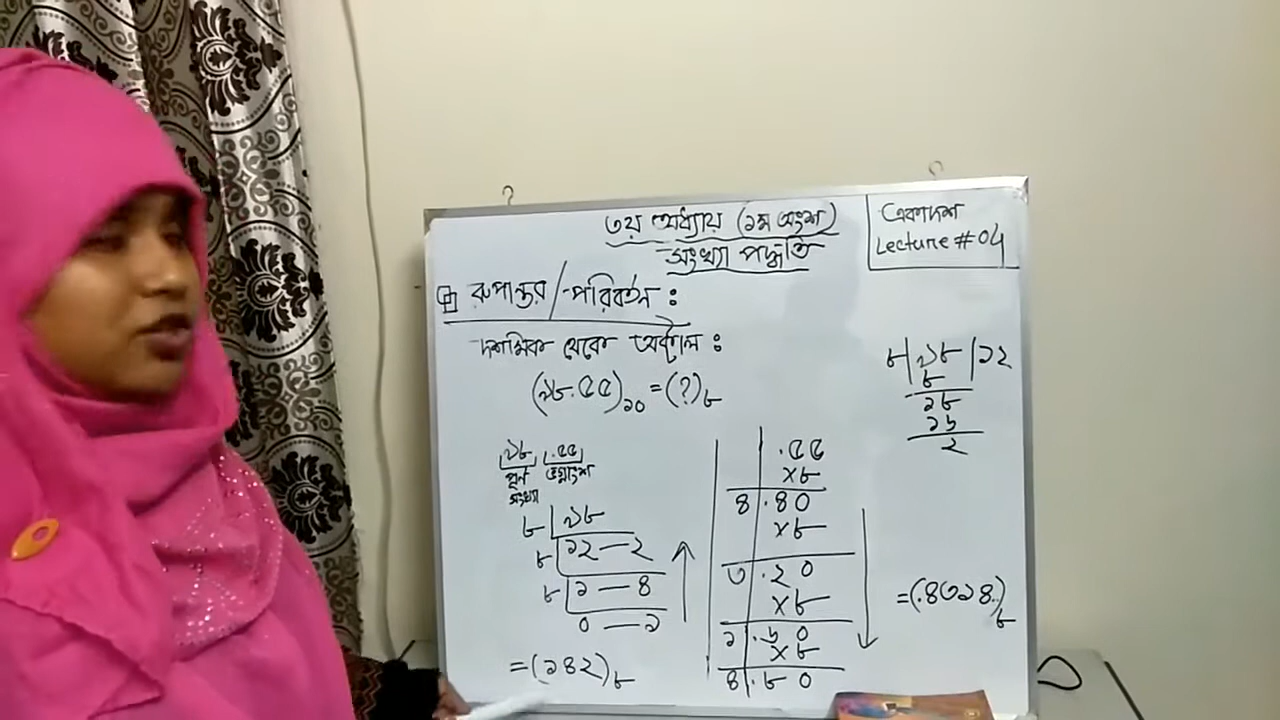 ৩য় অধ্যায় (১ম অংশ)
সংখ্যা পদ্ধতি
একাদশ
Lecture # 04
রুপান্তর / পরিবর্তন :
দশমিক থেকে অক্টাল :
(৯৮.৫৫)১০ = (?)৮
৯৮ .৫৫
পূর্ণ ভগ্নাংশ
সংখ্যা
৮ ৯৮
৮ ১২ — ২
৮ ১ — ৪
০ — ১
= (১৪২)৮
.৫৫
×৮
৪ .৪০
×৮
৩ .২০
×৮
১ .৬০
×৮
৪ .৮০
= (.৪৩১৪..)৮
৮ | ৯৮ | ১২
৮
১৮
১৬
২